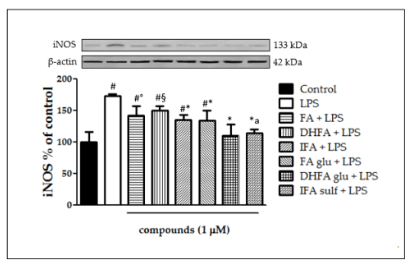 iNOS 133 kDa
β-actin 42 kDa
iNOS % of control
200
150
100
50
0
#
#°
#§
#*
#*
*
*a
compounds (1 μM)
Control
LPS
FA + LPS
DHFA + LPS
IFA + LPS
FA glu + LPS
DHFA glu + LPS
IFA sulf + LPS